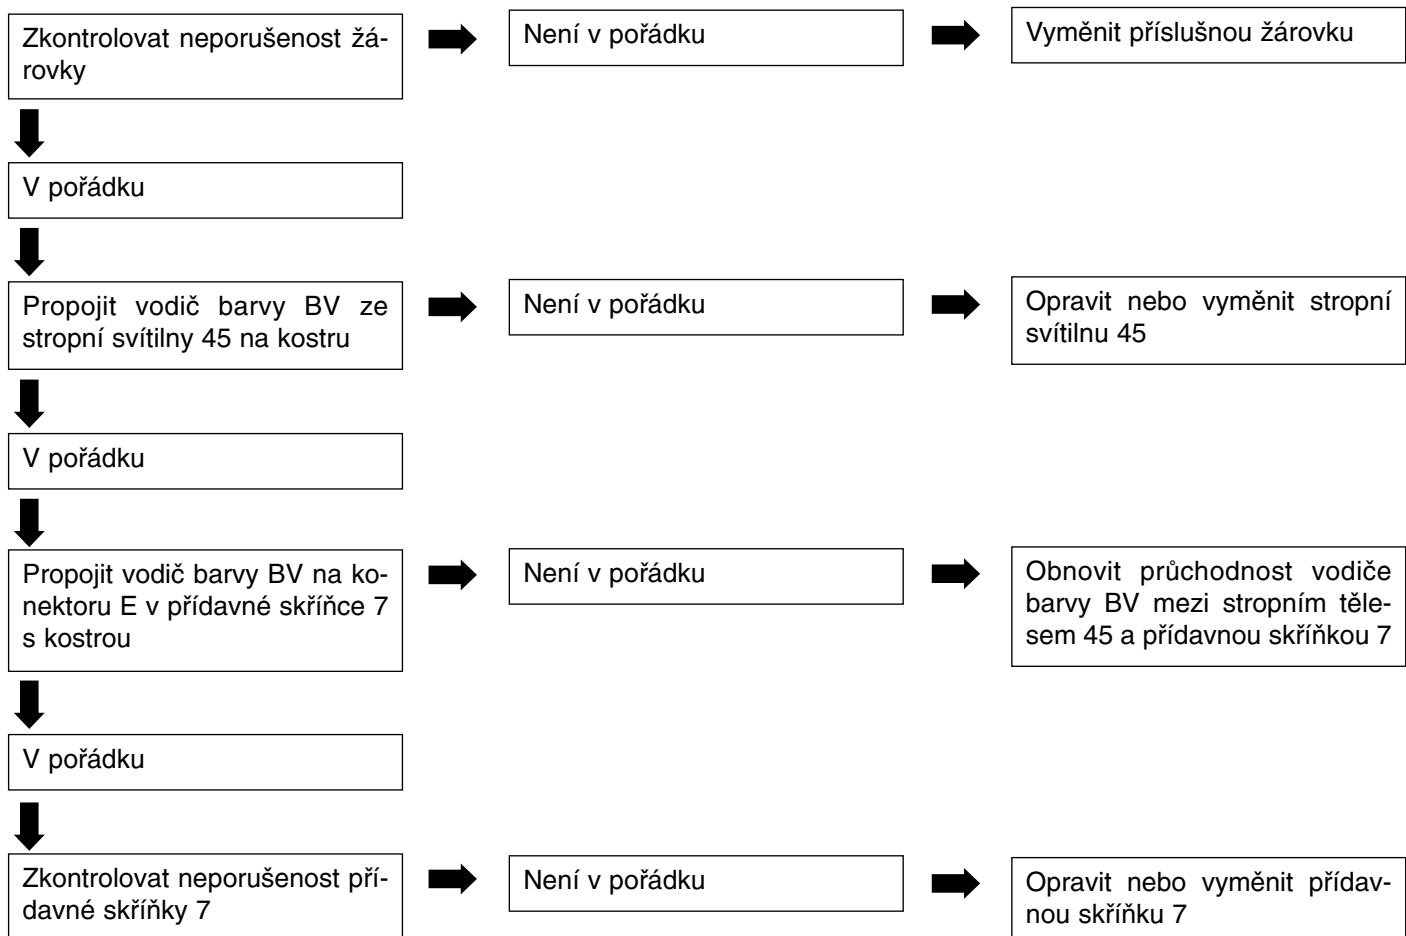 Zkontrolovat neporušenost žá-
rovky
Není v pořádku
Vyměnit příslušnou žárovku
V pořádku
Propojit vodič barvy BV ze
stropní svítilny 45 na kostru
Není v pořádku
Opravit nebo vyměnit stropní
svítilnu 45
V pořádku
Propojit vodič barvy BV na ko-
nektoru E v přídavné skříňce 7
s kostrou
Není v pořádku
Obnovit průchodnost vodiče
barvy BV mezi stropním těle-
sem 45 a přídavnou skříňkou 7
V pořádku
Zkontrolovat neporušenost pří-
davné skříňky 7
Není v pořádku
Opravit nebo vyměnit přídav-
nou skříňku 7